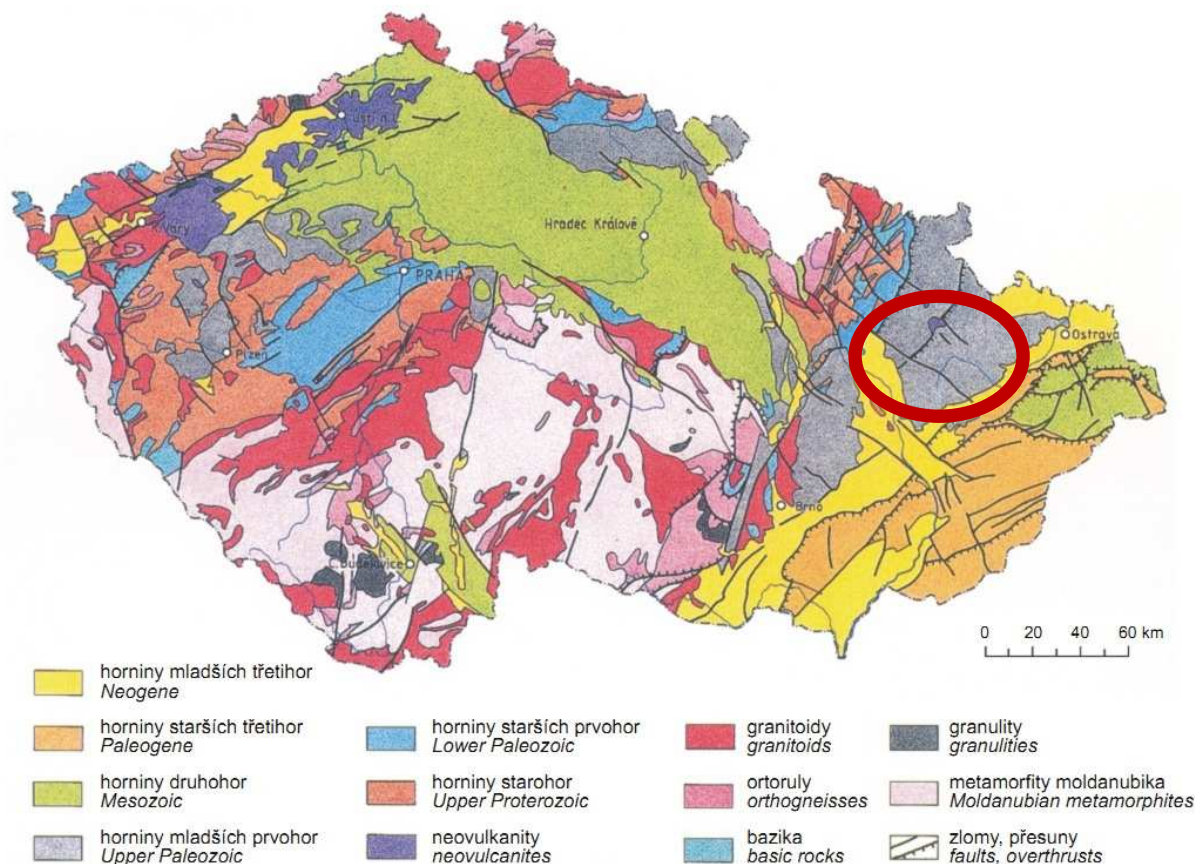 Ústí n.L.
K.Vary
PRAHA
Hradec Králové
Plzeň
Ostrava
Brno
Č.Budějovice
0 20 40 60 km
horniny mladších třetihor
Neogene
horniny starších třetihor
Paleogene
horniny starších prvohor
Lower Paleozoic
granitoidy
granitoids
granulity
granulities
horniny druhohor
Mesozoic
horniny starohor
Upper Proterozoic
ortoruly
orthogneisses
metamorfity moldanubika
Moldanubian metamorphites
horniny mladších prvohor
Upper Paleozoic
neovulkanity
neovulcanites
bazika
basic rocks
zlomy, přesuny
faults, overthrusts